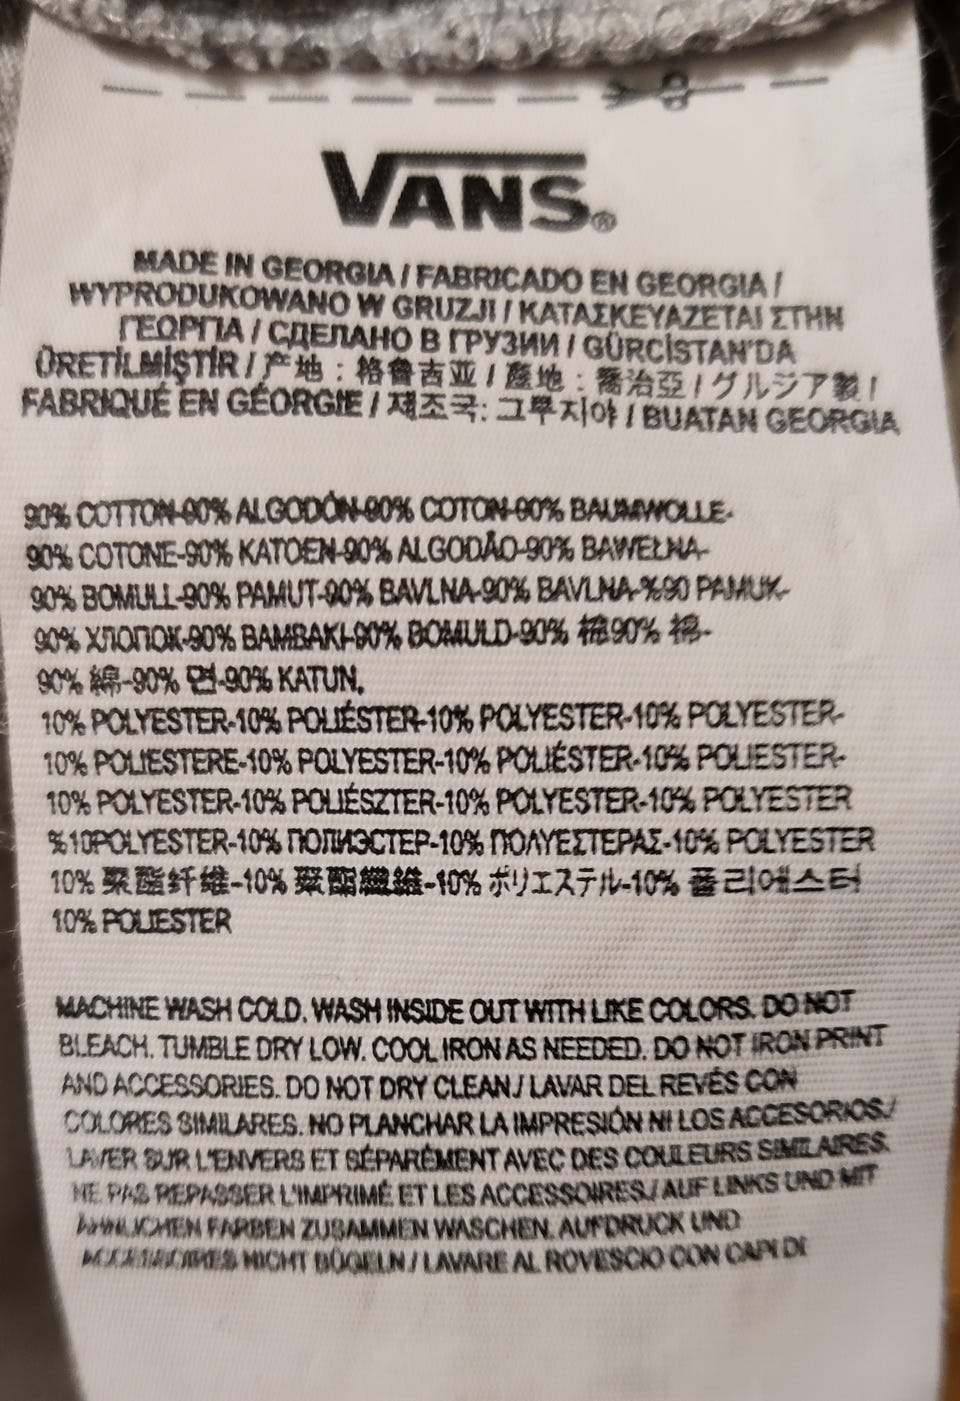 VANS®
MADE IN GEORGIA / FABRICADO EN GEORGIA /
WYPRODUKOWANO W GRUZJI / ΚΑΤΑΣΚΕΥΑΖΕΤΑΙ ΣΤΗΝ
ΓΕΩΡΓΙΑ / СДЕЛАНО В ГРУЗИИ / GÜRCİSTAN'DA
ÜRETİLMİŞTİR / 产地 : 格鲁吉亚 / 產地 : 喬治亞 / グルジア製 /
FABRIQUÉ EN GÉORGIE / 제조국: 그루지야 / BUATAN GEORGIA
90% COTTON-90% ALGODÓN-90% COTON-90% BAUMWOLLE-
90% COTONE-90% KATOEN-90% ALGODÃO-90% BAWEŁNA-
90% BOMULL-90% PAMUT-90% BAVLNA-90% BAVLNA-%90 PAMUK-
90% ХЛОПОК-90% BAMBAKI-90% BOMULD-90% 棉90% 棉-
90% 綿-90% 면-90% KATUN.
10% POLYESTER-10% POLIÉSTER-10% POLYESTER-10% POLYESTER-
10% POLIESTERE-10% POLYESTER-10% POLIÉSTER-10% POLIESTER-
10% POLYESTER-10% POLIÉSZTER-10% POLYESTER-10% POLYESTER
%10POLYESTER-10% ПОЛИЭСТЕР-10% ΠΟΛΥΕΣΤΕΡΑΣ-10% POLYESTER
10% 聚酯纤维-10% 聚酯纖維-10% ポリエステル-10% 폴리에스터
10% POLIESTER
MACHINE WASH COLD. WASH INSIDE OUT WITH LIKE COLORS. DO NOT
BLEACH. TUMBLE DRY LOW. COOL IRON AS NEEDED. DO NOT IRON PRINT
AND ACCESSORIES. DO NOT DRY CLEAN./ LAVAR DEL REVÉS CON
COLORES SIMILARES. NO PLANCHAR LA IMPRESIÓN NI LOS ACCESORIOS./
LAVER SUR L'ENVERS ET SÉPARÉMENT AVEC DES COULEURS SIMILAIRES.
NE PAS REPASSER L'IMPRIMÉ ET LES ACCESSOIRES./ AUF LINKS UND MIT
ÄHNLICHEN FARBEN ZUSAMMEN WASCHEN. AUFDRUCK UND
ACCESSOIRES NICHT BÜGELN / LAVARE AL ROVESCIO CON CAPI DI